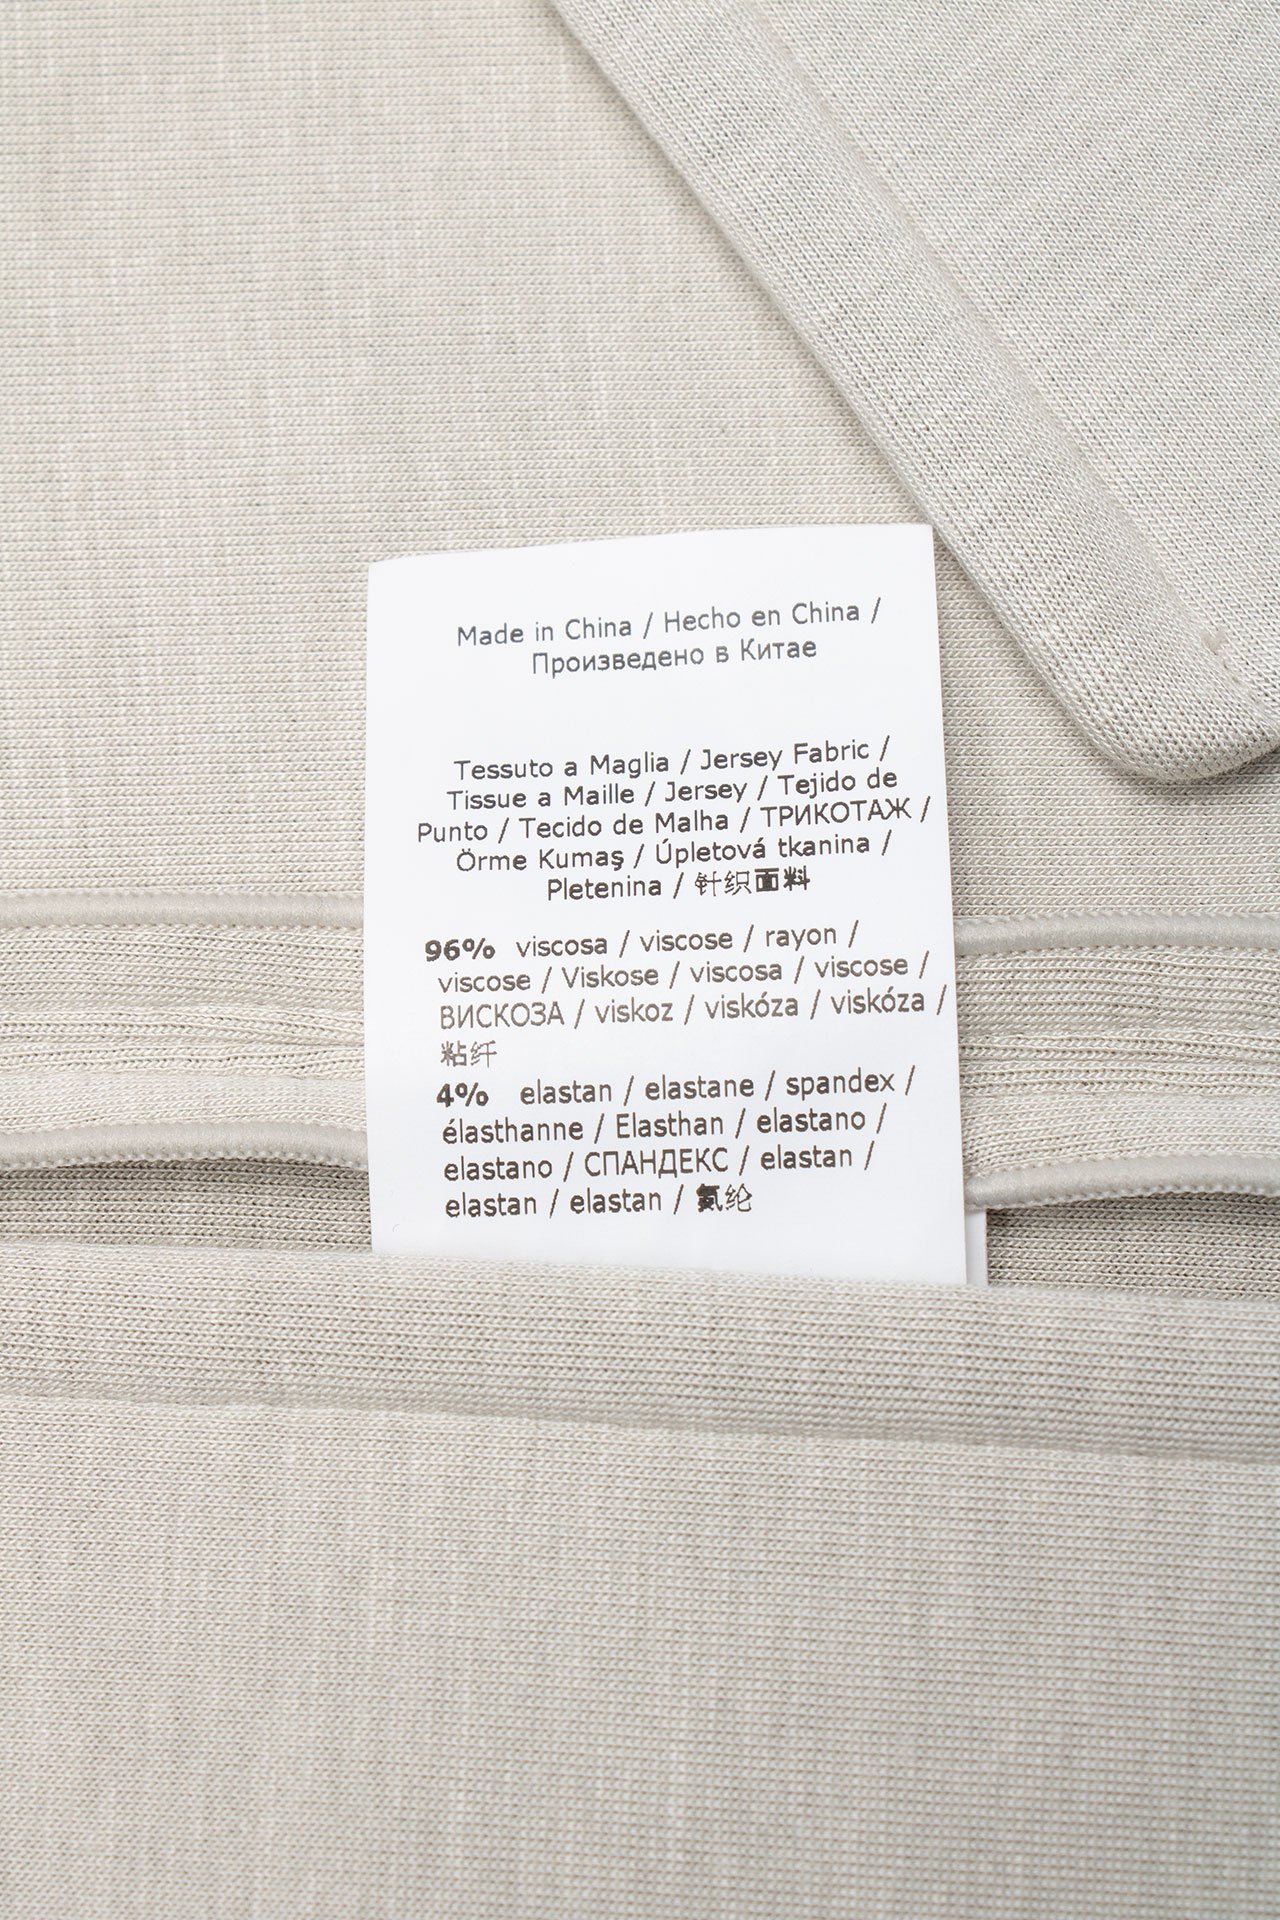 Made in China / Hecho en China /
Произведено в Китае
Tessuto a Maglia / Jersey Fabric /
Tissue a Maille / Jersey / Tejido de
Punto / Tecido de Malha / ТРИКОТАЖ /
Örme Kumaş / Úpletová tkanina /
Pletenina / 针织面料
96% viscosa / viscose / rayon /
viscose / Viskose / viscosa / viscose /
ВИСКОЗА / viskoz / viskóza / viskóza /
粘纤
4% elastan / elastane / spandex /
élasthanne / Elasthan / elastano /
elastano / СПАНДЕКС / elastan /
elastan / elastan / 氨纶